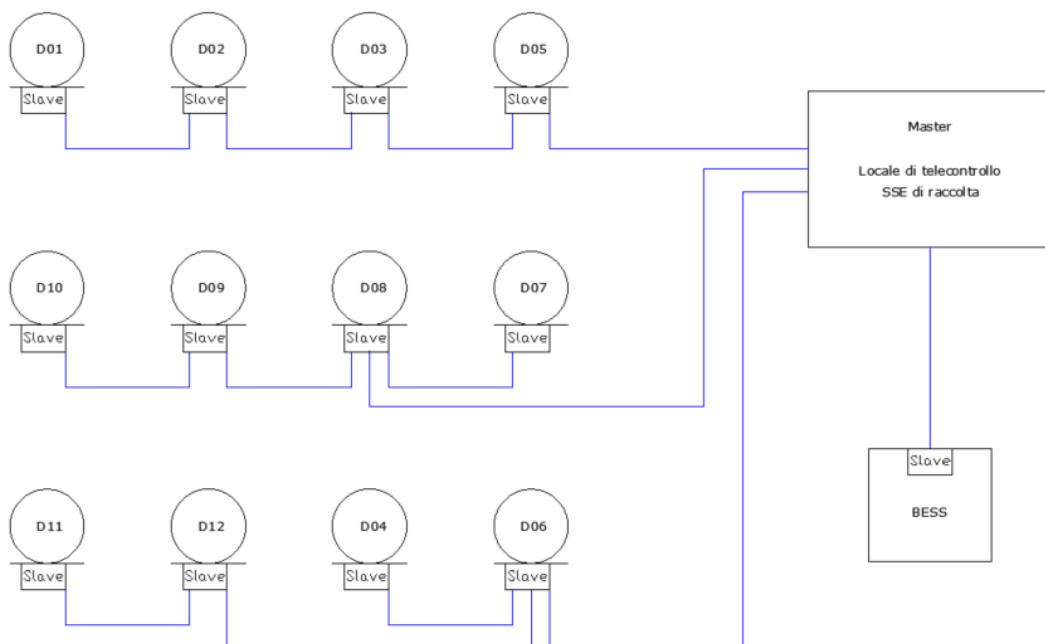 D01
D02
D03
D05
Slave
Slave
Slave
Slave
Master
Locale di telecontrollo
SSE di raccolta
D10
D09
D08
D07
Slave
Slave
Slave
Slave
Slave
BESS
D11
D12
D04
D06
Slave
Slave
Slave
Slave